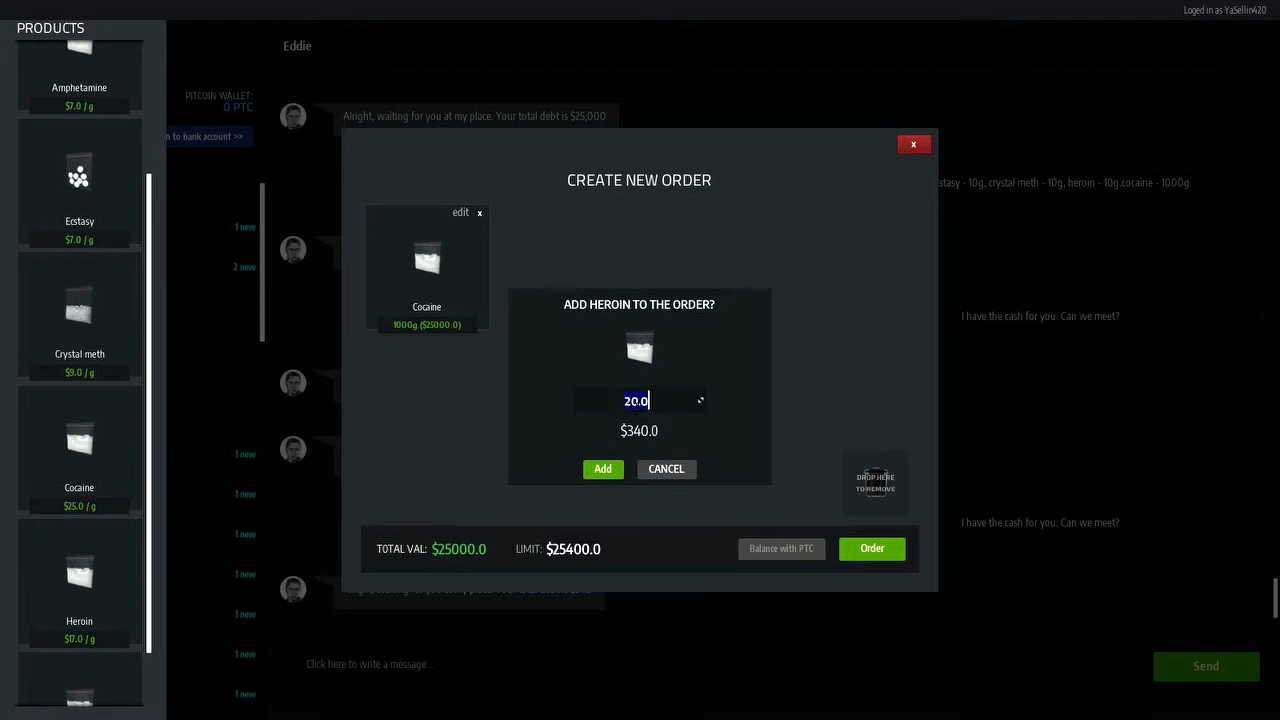 Loged in as YaSellin420
PRODUCTS
Amphetamine
$7.0 / g
Ecstasy
$7.0 / g
Crystal meth
$9.0 / g
Cocaine
$25.0 / g
Heroin
$17.0 / g
PITCOIN WALLET:
0 PTC
to bank account >>
1 new
2 new
1 new
1 new
1 new
1 new
1 new
1 new
1 new
Eddie
Alright, waiting for you at my place. Your total debt is $25,000
stasy - 10g, crystal meth - 10g, heroin - 10g.cocaine - 1000g.
I have the cash for you. Can we meet?
I have the cash for you. Can we meet?
x
CREATE NEW ORDER
edit x
Cocaine
1000g ($25000.0)
ADD HEROIN TO THE ORDER?
20.0
$340.0
Add CANCEL
DROP HERE
TO REMOVE
TOTAL VAL: $25000.0 LIMIT: $25400.0 Balance with PTC Order
Click here to write a message... Send